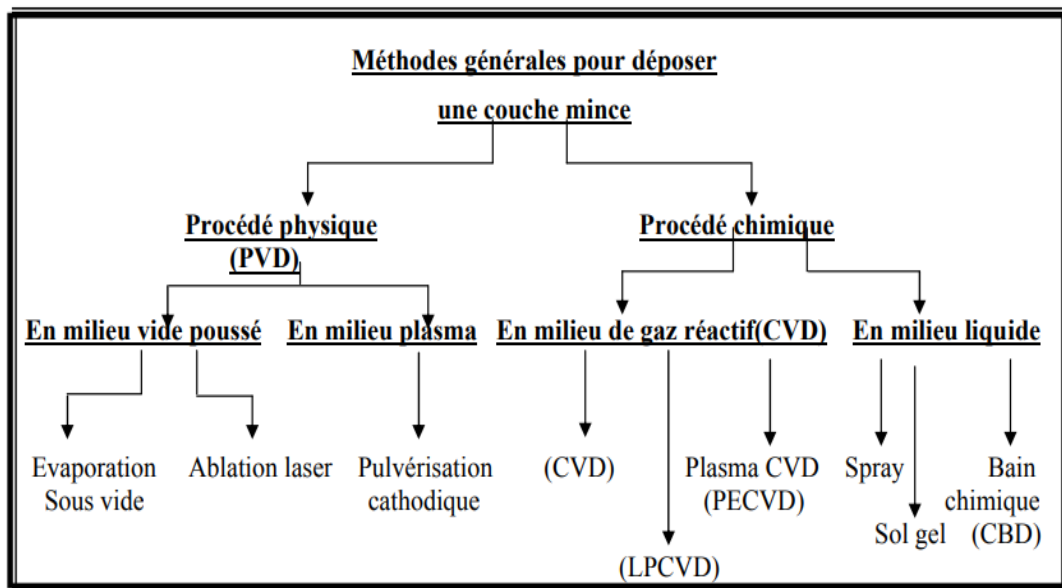 Méthodes générales pour déposer
une couche mince
Procédé physique
(PVD)
Procédé chimique
En milieu vide poussé
En milieu plasma
En milieu de gaz réactif(CVD)
En milieu liquide
Evaporation
Sous vide
Ablation laser
Pulvérisation
cathodique
(CVD)
(LPCVD)
Plasma CVD
(PECVD)
Spray
Sol gel
Bain
chimique
(CBD)